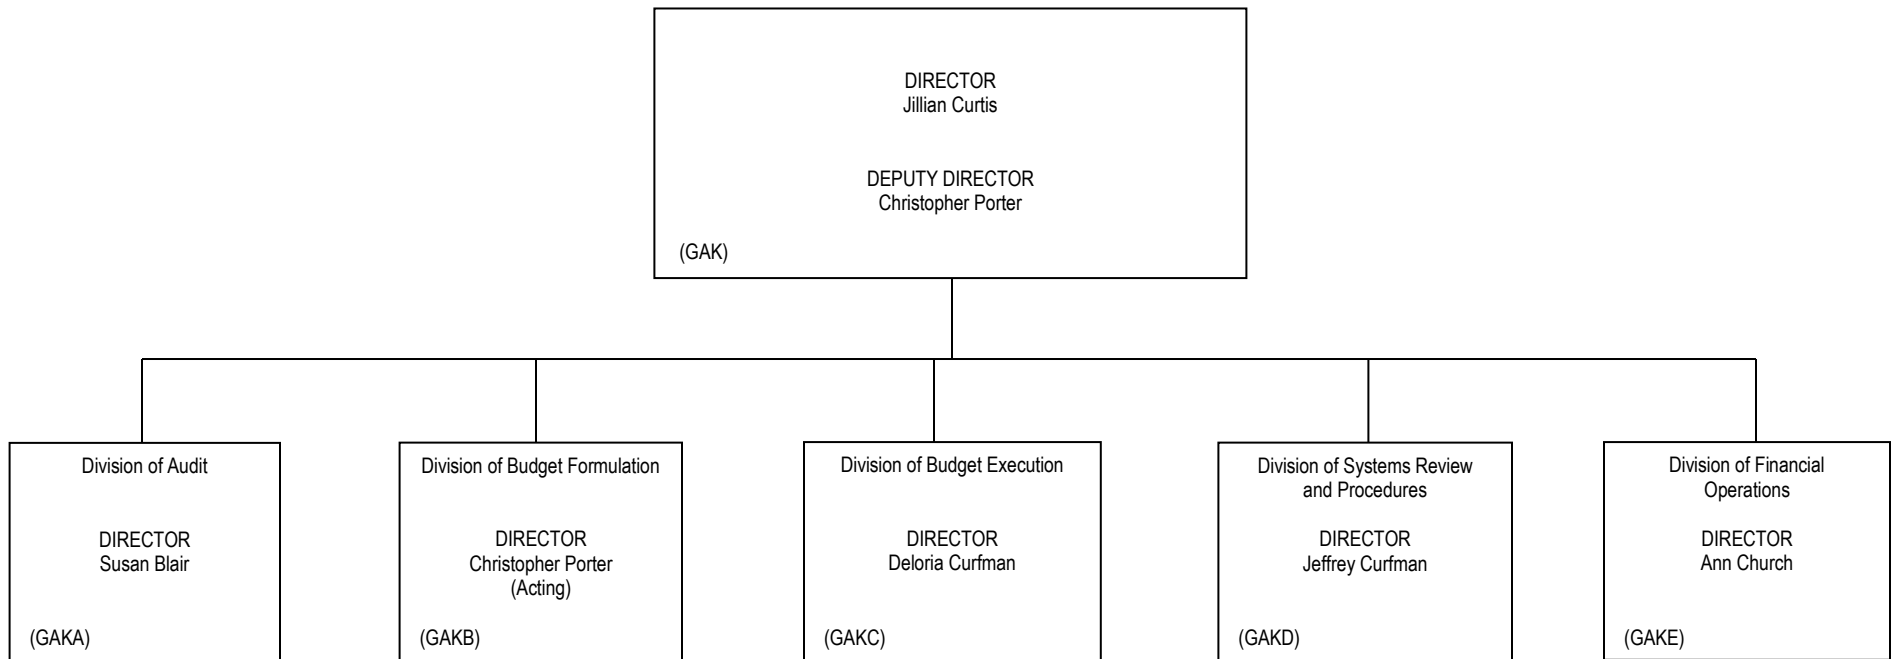 DIRECTOR
Jillian Curtis
DEPUTY DIRECTOR
Christopher Porter
(GAK)
Division of Audit
DIRECTOR
Susan Blair
(GAKA)
Division of Budget Formulation
DIRECTOR
Christopher Porter
(Acting)
(GAKB)
Division of Budget Execution
DIRECTOR
Deloria Curfman
(GAKC)
Division of Systems Review
and Procedures
DIRECTOR
Jeffrey Curfman
(GAKD)
Division of Financial
Operations
DIRECTOR
Ann Church
(GAKE)